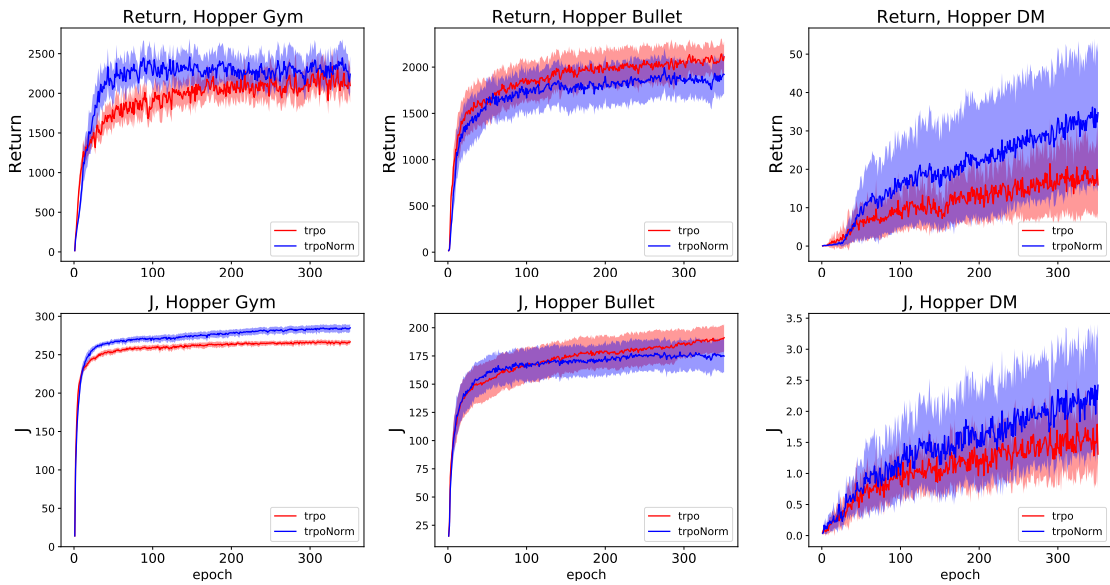 Return, Hopper Gym
Return
2500
2000
1500
1000
500
0
0 100 200 300
trpo
trpoNorm
Return, Hopper Bullet
Return
2000
1500
1000
500
0
0 100 200 300
trpo
trpoNorm
Return, Hopper DM
Return
50
40
30
20
10
0
0 100 200 300
trpo
trpoNorm
J, Hopper Gym
J
300
250
200
150
100
50
0
0 100 200 300
epoch
trpo
trpoNorm
J, Hopper Bullet
J
200
175
150
125
100
75
50
25
0 100 200 300
epoch
trpo
trpoNorm
J, Hopper DM
J
3.5
3.0
2.5
2.0
1.5
1.0
0.5
0.0
0 100 200 300
epoch
trpo
trpoNorm